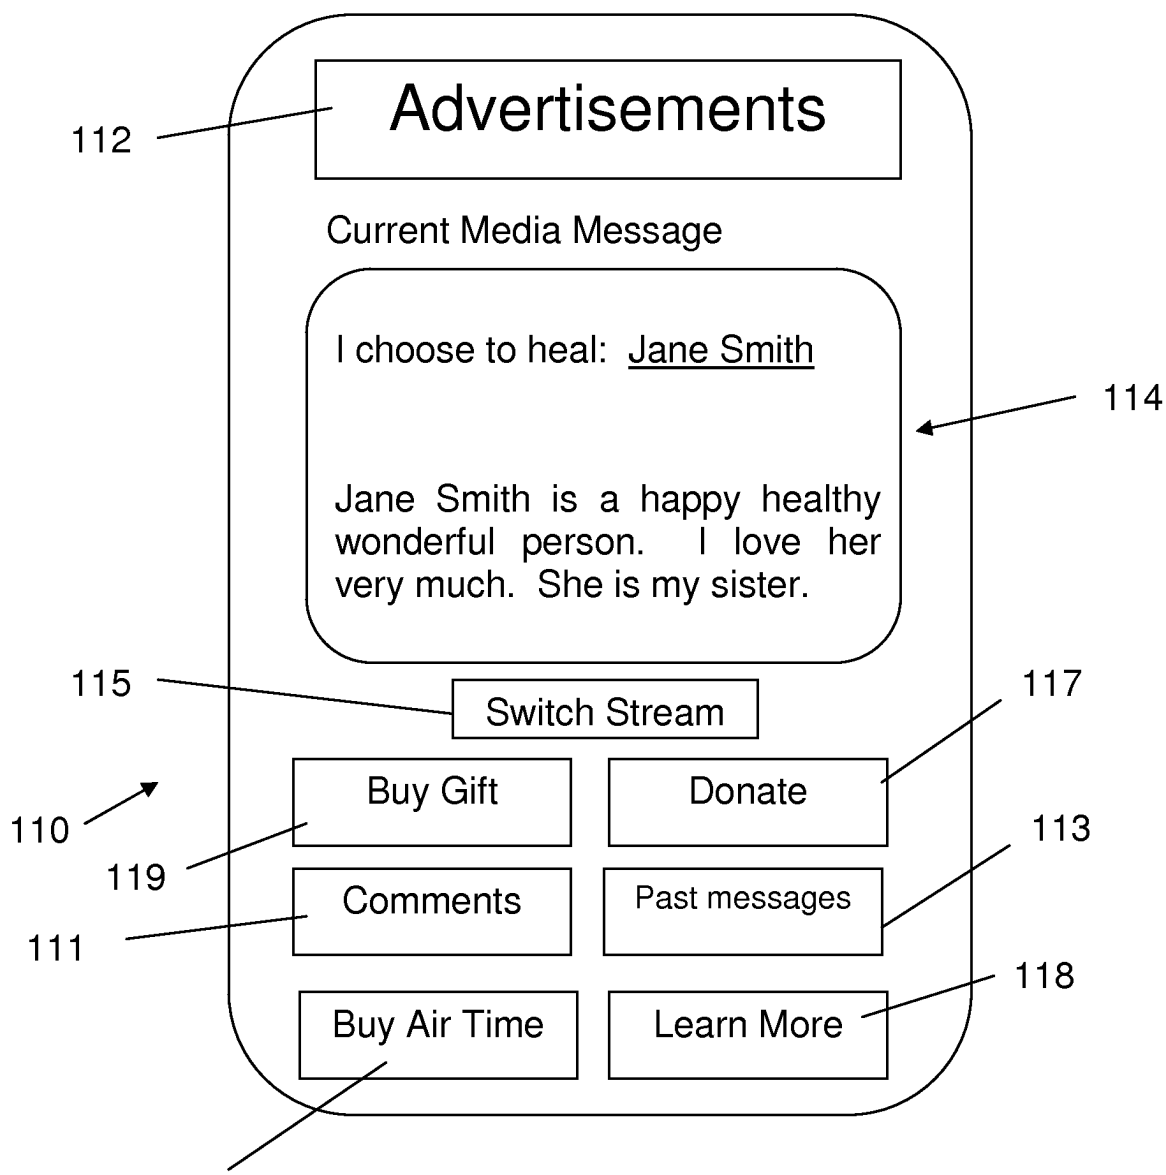 Advertisements
112
Current Media Message
I choose to heal: Jane Smith
114
Jane Smith is a happy healthy
wonderful person. I love her
very much. She is my sister.
115
Switch Stream
117
Buy Gift
Donate
110
113
119
Comments
Past messages
111
118
Buy Air Time
Learn More